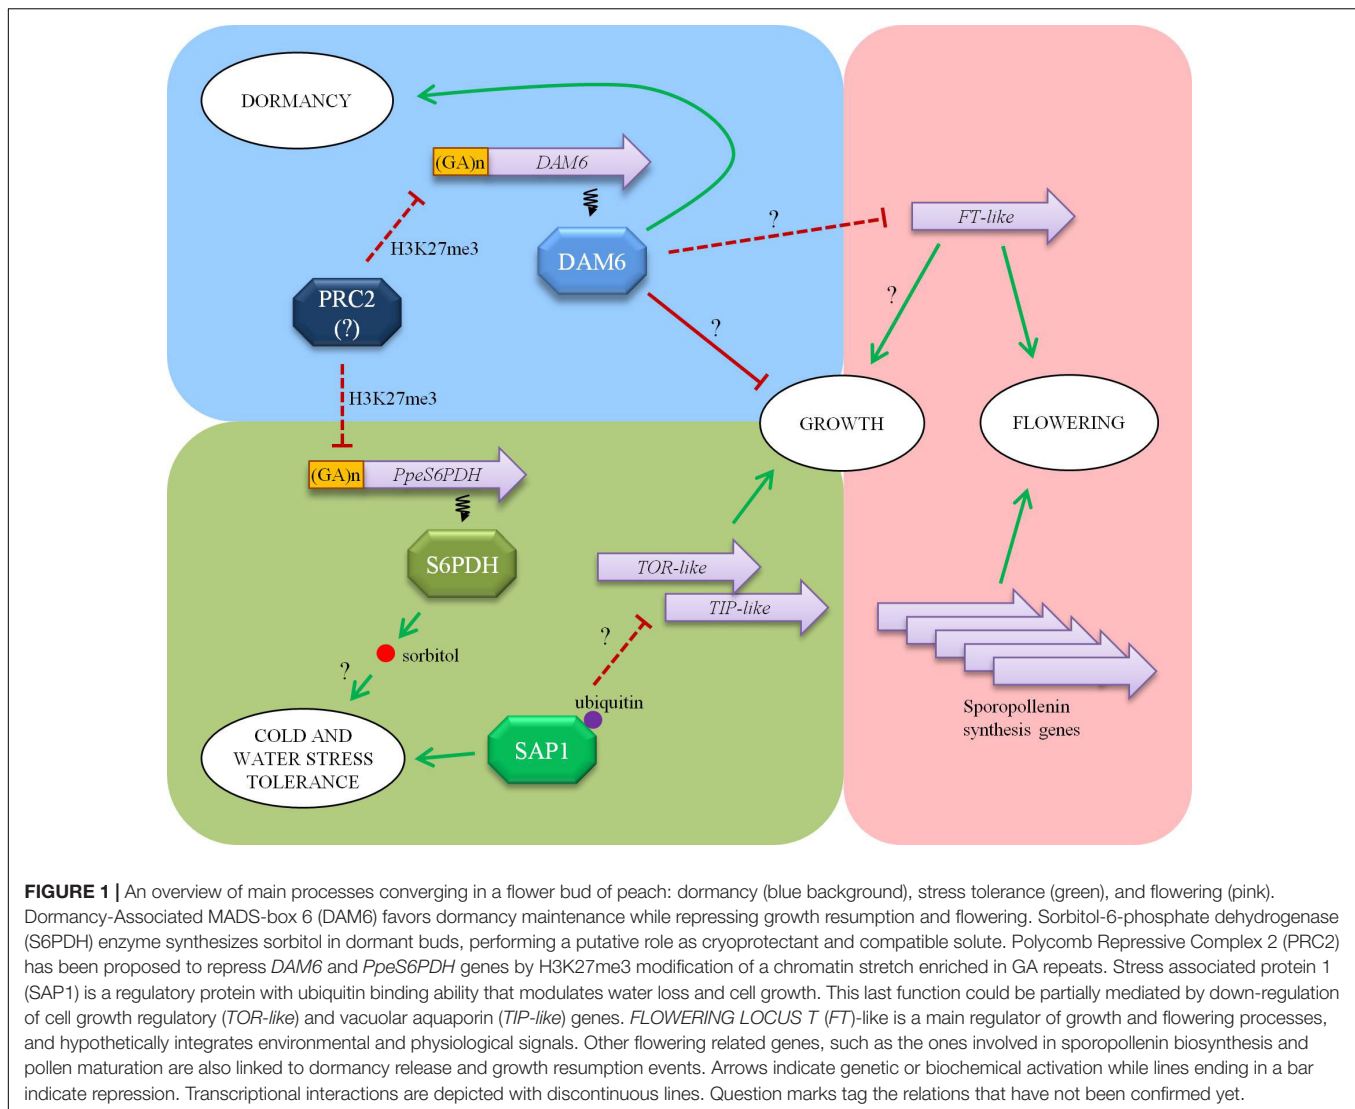 DORMANCY
(GA)n
DAM6
H3K27me3
DAM6
?
FT-like
PRC2
(?)
?
?
H3K27me3
GROWTH
FLOWERING
(GA)n
PpeS6PDH
S6PDH
TOR-like
TIP-like
?
sorbitol
?
ubiquitin
SAP1
COLD AND
WATER STRESS
TOLERANCE
Sporopollenin
synthesis genes
FIGURE 1 | An overview of main processes converging in a flower bud of peach: dormancy (blue background), stress tolerance (green), and flowering (pink).
Dormancy-Associated MADS-box 6 (DAM6) favors dormancy maintenance while repressing growth resumption and flowering. Sorbitol-6-phosphate dehydrogenase
(S6PDH) enzyme synthesizes sorbitol in dormant buds, performing a putative role as cryoprotectant and compatible solute. Polycomb Repressive Complex 2 (PRC2)
has been proposed to repress DAM6 and PpeS6PDH genes by H3K27me3 modification of a chromatin stretch enriched in GA repeats. Stress associated protein 1
(SAP1) is a regulatory protein with ubiquitin binding ability that modulates water loss and cell growth. This last function could be partially mediated by down-regulation
of cell growth regulatory (TOR-like) and vacuolar aquaporin (TIP-like) genes. FLOWERING LOCUS T (FT)-like is a main regulator of growth and flowering processes,
and hypothetically integrates environmental and physiological signals. Other flowering related genes, such as the ones involved in sporopollenin biosynthesis and
pollen maturation are also linked to dormancy release and growth resumption events. Arrows indicate genetic or biochemical activation while lines ending in a bar
indicate repression. Transcriptional interactions are depicted with discontinuous lines. Question marks tag the relations that have not been confirmed yet.